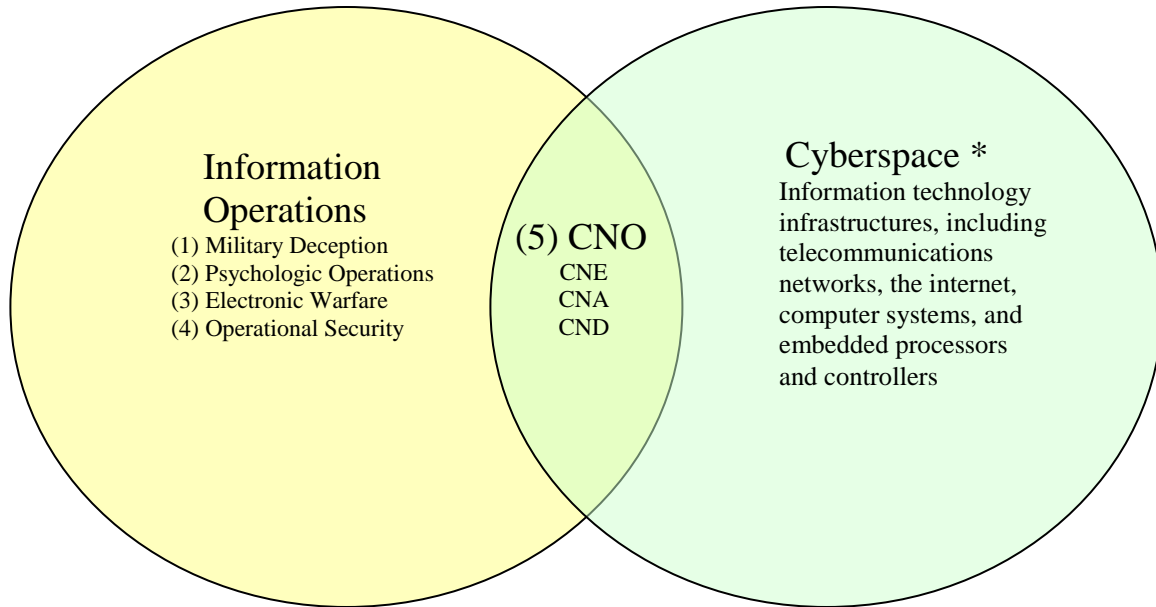 Information
Operations
(1) Military Deception
(2) Psychologic Operations
(3) Electronic Warfare
(4) Operational Security
(5) CNO
CNE
CNA
CND
Cyberspace *
Information technology
infrastructures, including
telecommunications
networks, the internet,
computer systems, and
embedded processors
and controllers